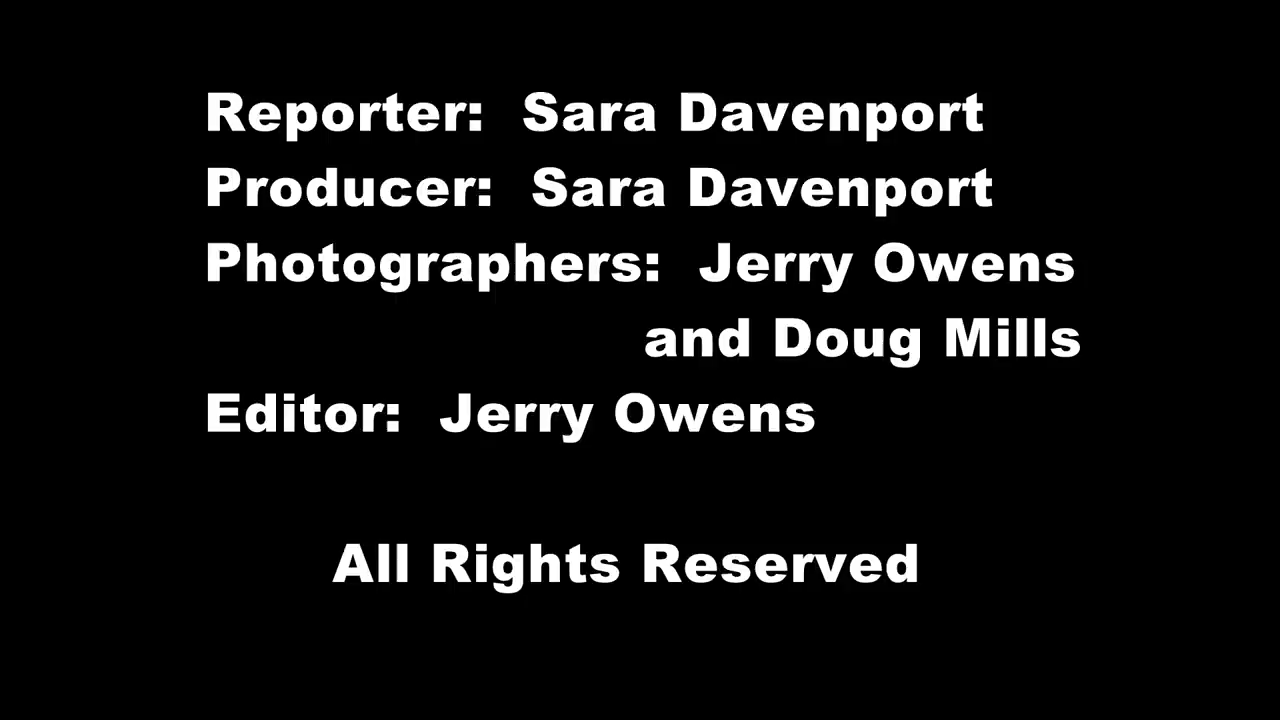 Reporter:  Sara Davenport
Producer:  Sara Davenport
Photographers:  Jerry Owens
and Doug Mills
Editor:  Jerry Owens
All Rights Reserved